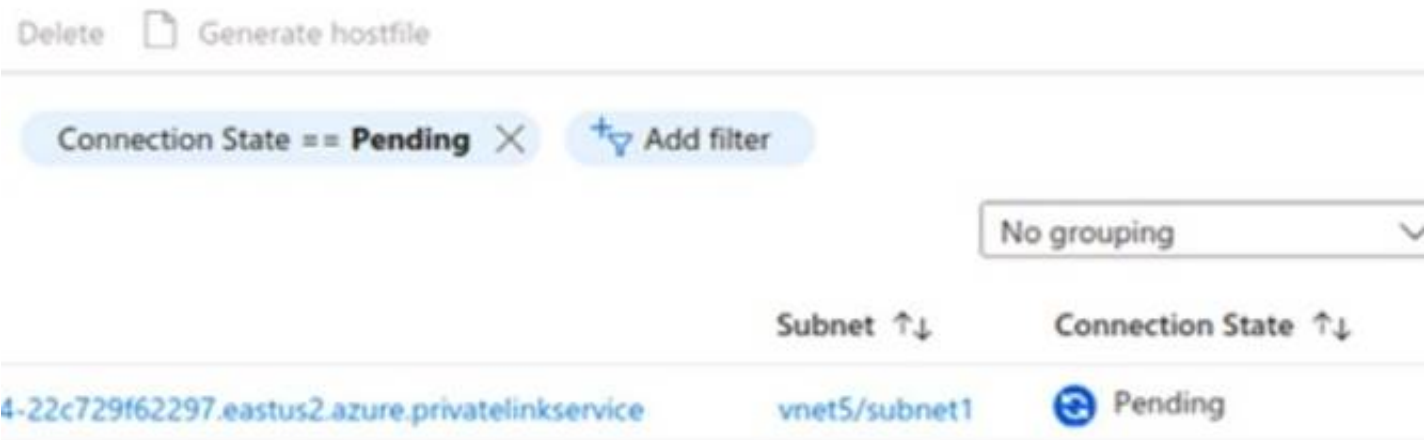 Delete Generate hostfile
Connection State == Pending Add filter
No grouping
Subnet ↑↓ Connection State ↑↓
4-22c729f62297.eastus2.azure.privatelinkservice vnet5/subnet1 Pending